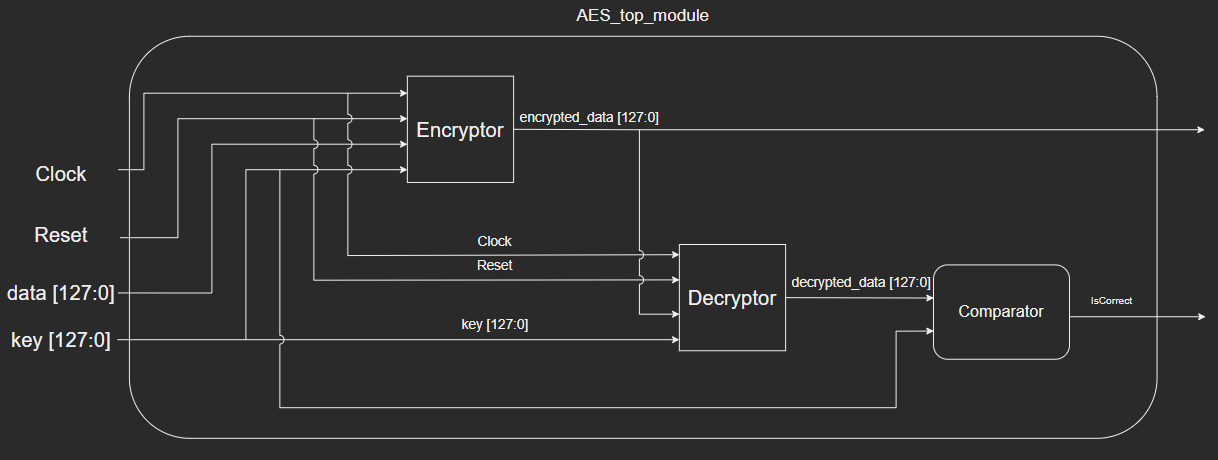 AES_top_module
Encryptor
encrypted_data [127:0]
Clock
Reset
data [127:0]
key [127:0]
Clock
Reset
key [127:0]
Decryptor
decrypted_data [127:0]
Comparator
IsCorrect